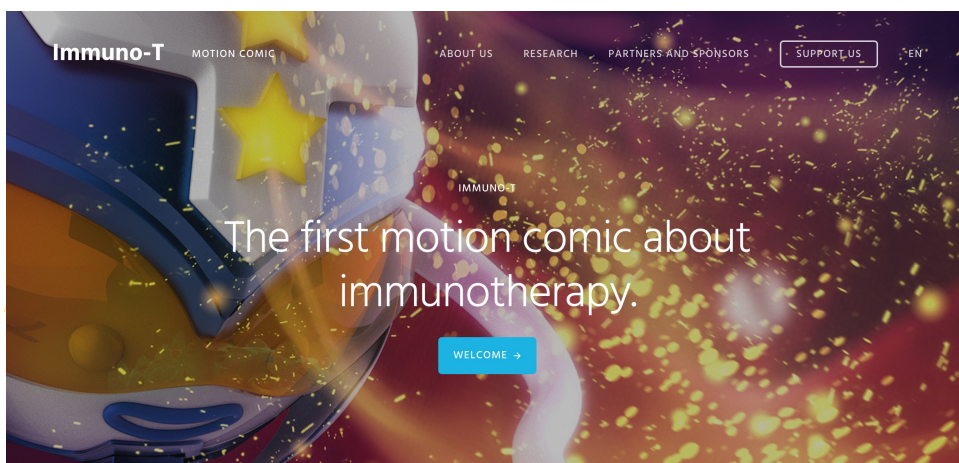 Immuno-T
MOTION COMIC
ABOUT US
RESEARCH
PARTNERS AND SPONSORS
SUPPORT US
EN
IMMUNO-T
The first motion comic about
immunotherapy.
WELCOME →